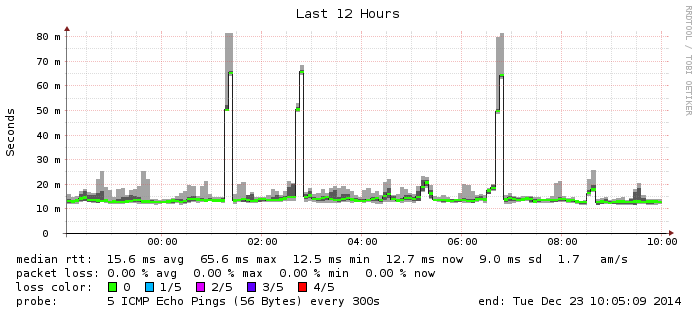 Last 12 Hours
RRDTOOL / TOBI OETIKER
Seconds
80 m
70 m
60 m
50 m
40 m
30 m
20 m
10 m
0
00:00 02:00 04:00 06:00 08:00 10:00
median rtt: 15.6 ms avg 65.6 ms max 12.5 ms min 12.7 ms now 9.0 ms sd 1.7 am/s
packet loss: 0.00 % avg 0.00 % max 0.00 % min 0.00 % now
loss color: 0 1/5 2/5 3/5 4/5
probe: 5 ICMP Echo Pings (56 Bytes) every 300s end: Tue Dec 23 10:05:09 2014